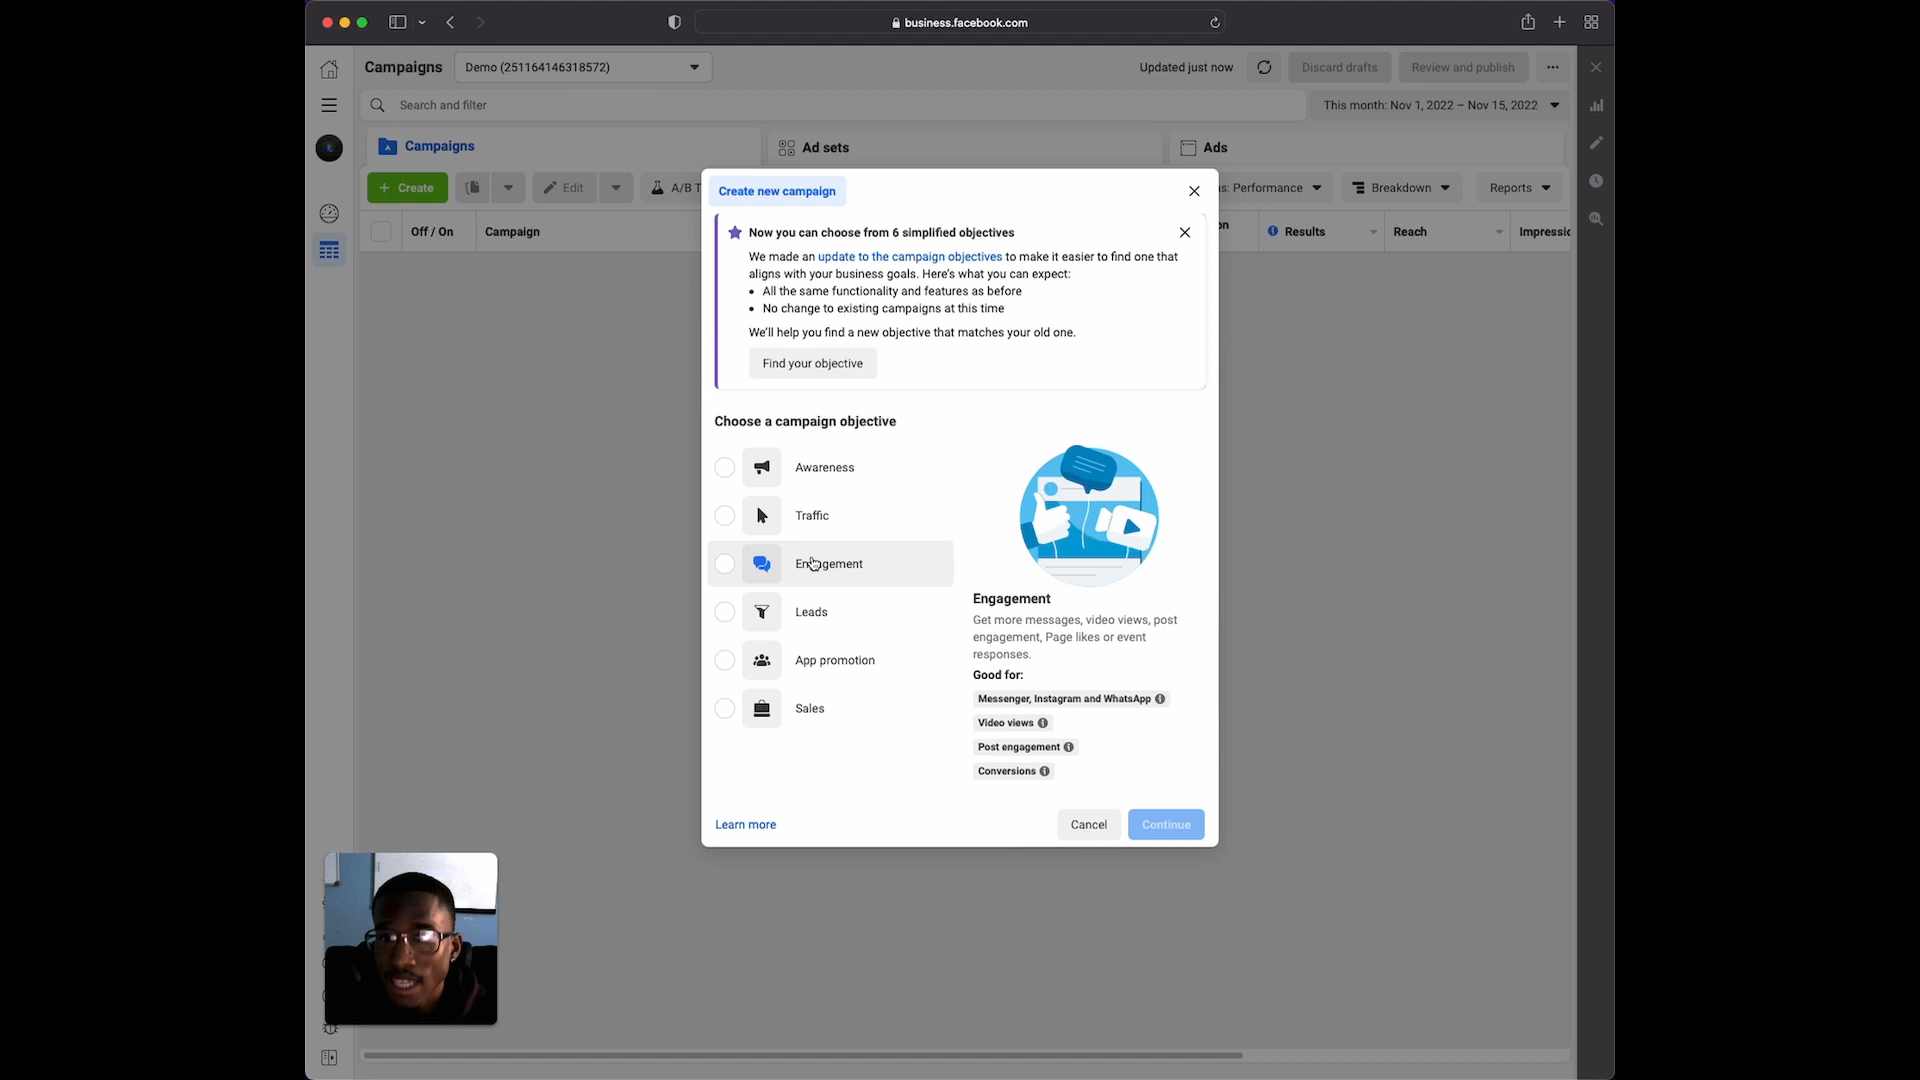 business.facebook.com
Campaigns
Demo (251164146318572)
Updated just now
Discard drafts
Review and publish
Search and filter
This month: Nov 1, 2022 – Nov 15, 2022
Campaigns
Ad sets
Ads
+ Create
Edit
A/B T
Create new campaign
s: Performance
Breakdown
Reports
Off / On
Campaign
on
Results
Reach
Impressio
Now you can choose from 6 simplified objectives
We made an update to the campaign objectives to make it easier to find one that
aligns with your business goals. Here's what you can expect:
• All the same functionality and features as before
• No change to existing campaigns at this time
We'll help you find a new objective that matches your old one.
Find your objective
Choose a campaign objective
Awareness
Traffic
Engagement
Leads
App promotion
Sales
Engagement
Get more messages, video views, post
engagement, Page likes or event
responses.
Good for:
Messenger, Instagram and WhatsApp
Video views
Post engagement
Conversions
Learn more
Cancel
Continue